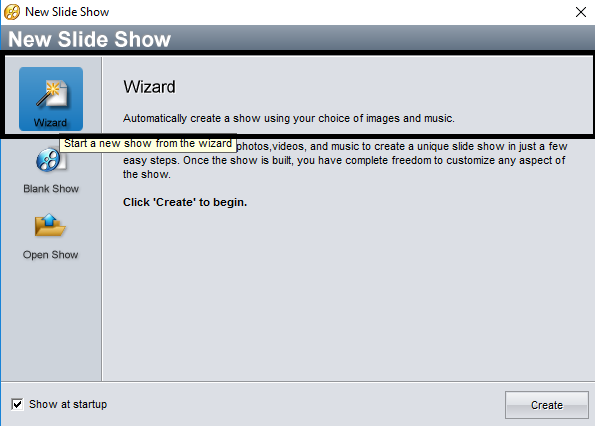 New Slide Show
New Slide Show
Wizard
Wizard
Automatically create a show using your choice of images and music.
Start a new show from the wizard
photos,videos, and music to create a unique slide show in just a few
easy steps. Once the show is built, you have complete freedom to customize any aspect of
the show.
Blank Show
Click 'Create' to begin.
Open Show
Show at startup
Create